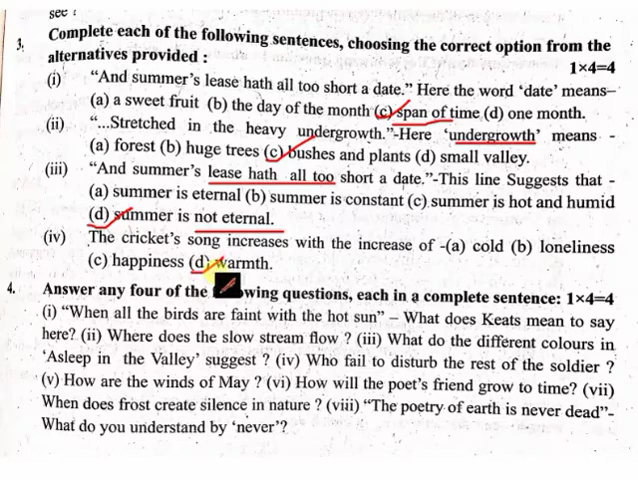 sec :
3. Complete each of the following sentences, choosing the correct option from the
alternatives provided : 1×4=4
(i) “And summer’s lease hath all too short a date.” Here the word ‘date’ means–
(a) a sweet fruit (b) the day of the month (c) span of time (d) one month.
(ii) “...Stretched in the heavy undergrowth.”-Here ‘undergrowth’ means -
(a) forest (b) huge trees (c) bushes and plants (d) small valley.
(iii) “And summer’s lease hath all too short a date.”-This line Suggests that -
(a) summer is eternal (b) summer is constant (c) summer is hot and humid
(d) summer is not eternal.
(iv) The cricket’s song increases with the increase of -(a) cold (b) loneliness
(c) happiness (d) warmth.
4. Answer any four of the wing questions, each in a complete sentence: 1×4=4
(i) “When all the birds are faint with the hot sun” – What does Keats mean to say
here? (ii) Where does the slow stream flow ? (iii) What do the different colours in
‘Asleep in the Valley’ suggest ? (iv) Who fail to disturb the rest of the soldier ?
(v) How are the winds of May ? (vi) How will the poet’s friend grow to time? (vii)
When does frost create silence in nature ? (viii) “The poetry of earth is never dead”-
What do you understand by ‘never’?